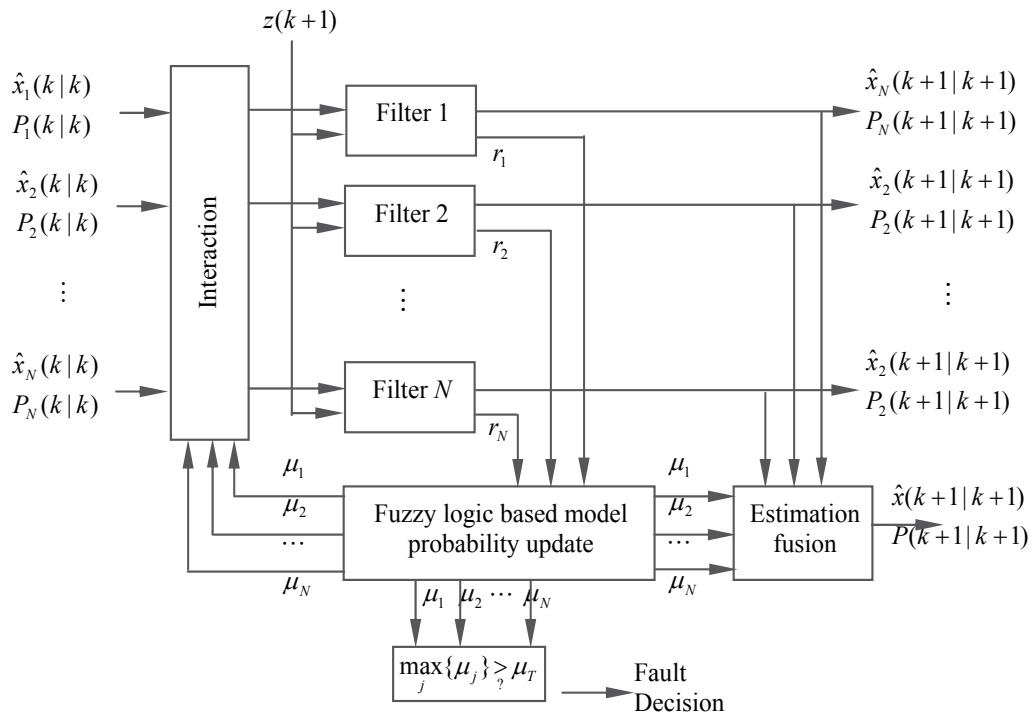 z(k+1)
x̂₁(k|k)
P₁(k|k)
x̂₂(k|k)
P₂(k|k)
⋮
x̂_N(k|k)
P_N(k|k)
Interaction
Filter 1
r₁
Filter 2
r₂
⋮
Filter N
r_N
x̂_N(k+1|k+1)
P_N(k+1|k+1)
x̂₂(k+1|k+1)
P₂(k+1|k+1)
⋮
x̂₂(k+1|k+1)
P₂(k+1|k+1)
μ₁
μ₂
⋯
μ_N
Fuzzy logic based model
probability update
μ₁
μ₂
⋯
μ_N
Estimation
fusion
x̂(k+1|k+1)
P(k+1|k+1)
μ₁ μ₂ ⋯ μ_N
max{μ_j} > μ_T
j ?
Fault
Decision